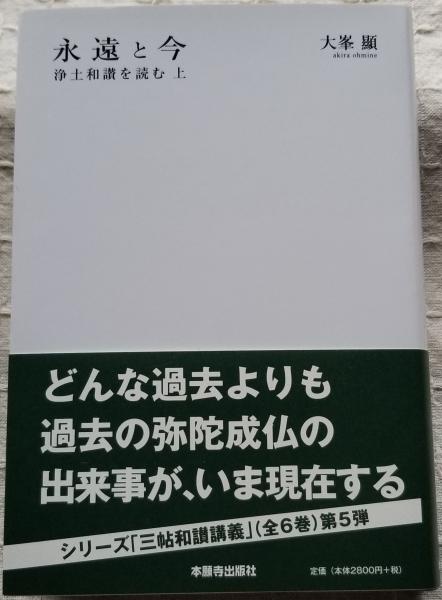 永遠と今
浄土和讃を読む 上
大峯 顯
akira ohmine
どんな過去よりも
過去の弥陀成仏の
出来事が、いま現在する
シリーズ「三帖和讃講義」(全6巻)第5弾
本願寺出版社
定価(本体2800円+税)